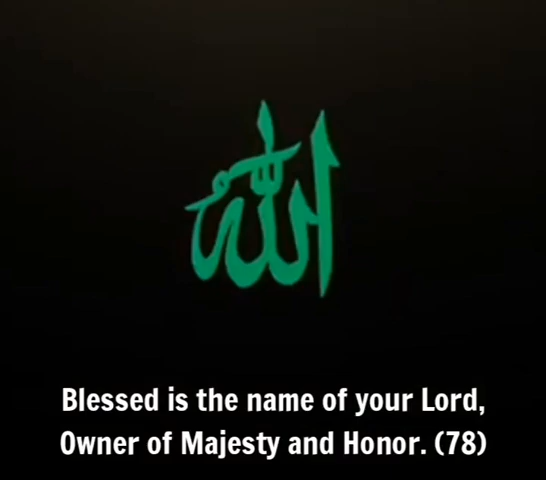 الله
Blessed is the name of your Lord,
Owner of Majesty and Honor. (78)